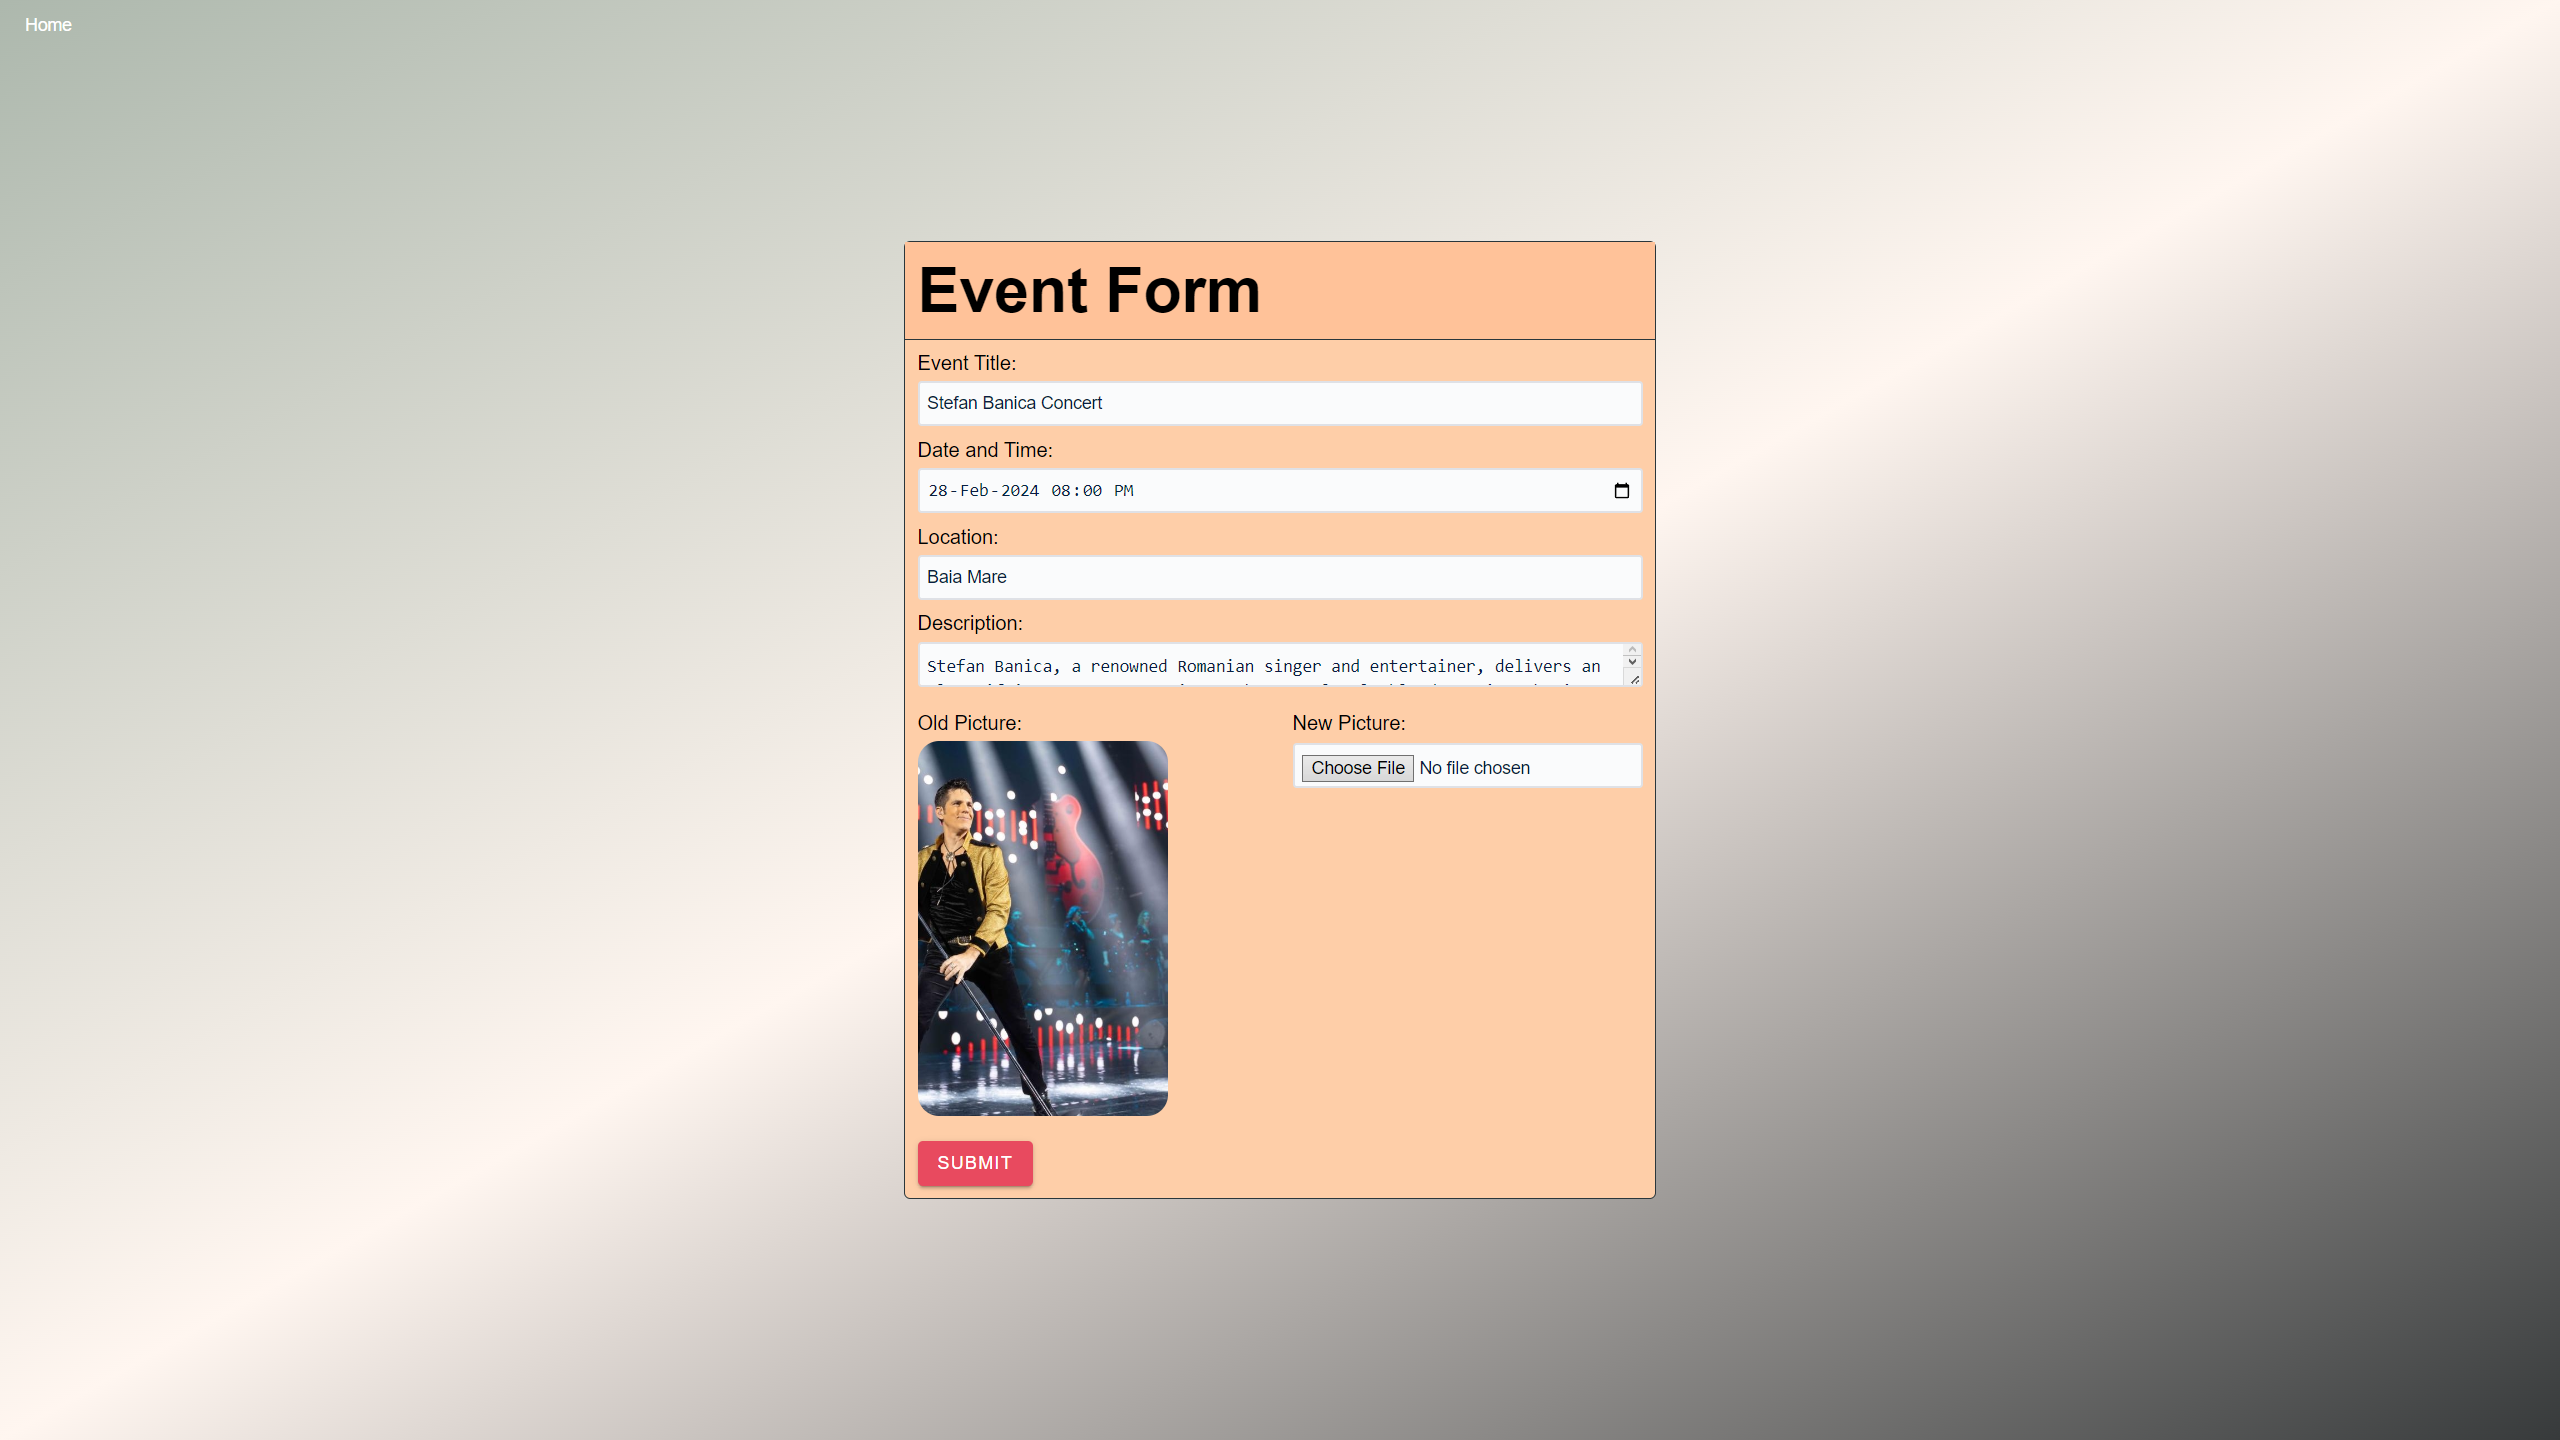 Home
Event Form
Event Title:
Stefan Banica Concert
Date and Time:
28-Feb-2024 08:00 PM
Location:
Baia Mare
Description:
Stefan Banica, a renowned Romanian singer and entertainer, delivers an
Old Picture:
New Picture:
Choose File No file chosen
SUBMIT